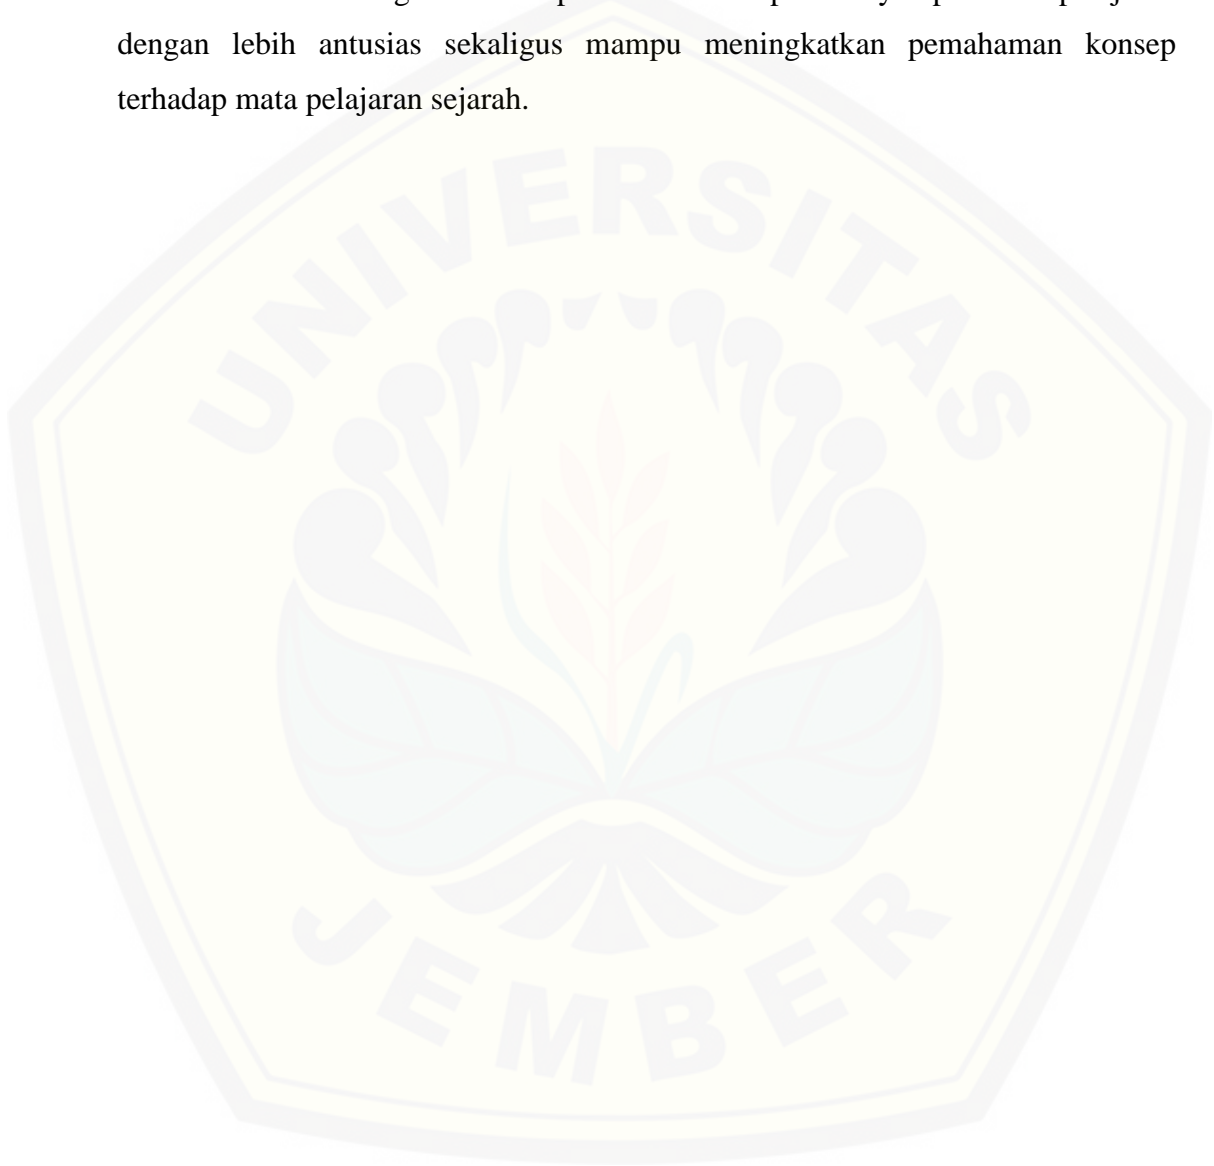 dengan lebih antusias sekaligus mampu meningkatkan pemahaman konsep
terhadap mata pelajaran sejarah.
UNIVERSITAS
JEMBER